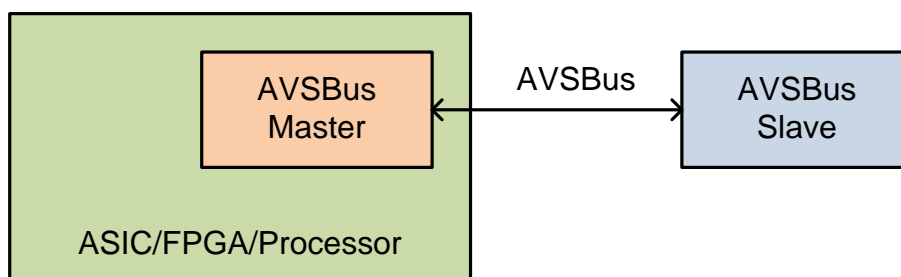 AVSBus
Master
AVSBus
AVSBus
Slave
ASIC/FPGA/Processor